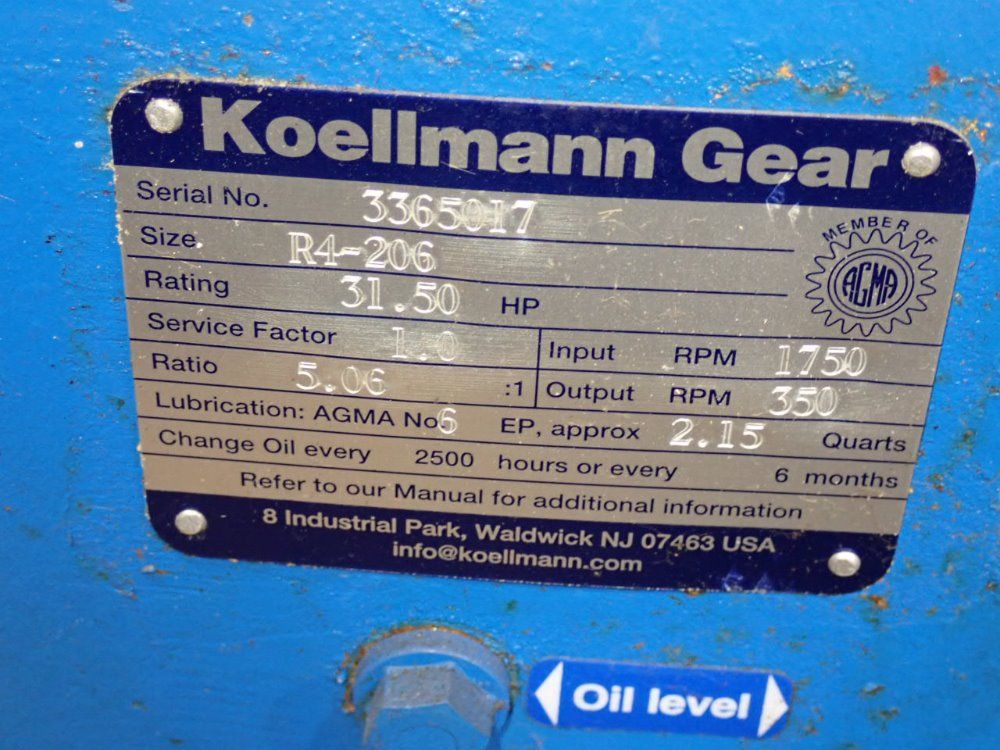 Koellmann Gear
Serial No. 3365017
Size. R4-206
MEMBER OF
AGMA
Rating 31.50 HP
Service Factor 1.0 Input RPM 1750
Ratio 5.06 :1 Output RPM 350
Lubrication: AGMA No 6 EP, approx 2.15 Quarts
Change Oil every 2500 hours or every 6 months
Refer to our Manual for additional information
8 Industrial Park, Waldwick NJ 07463 USA
info@koellmann.com
Oil level